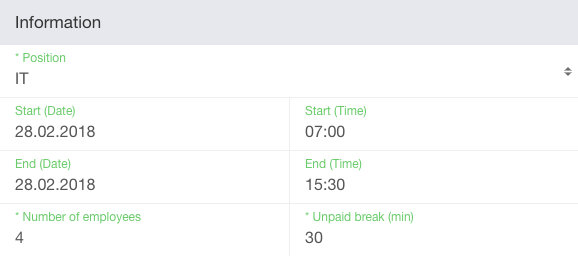 Information
* Position
IT
Start (Date)
Start (Time)
28.02.2018
07:00
End (Date)
End (Time)
28.02.2018
15:30
* Number of employees
* Unpaid break (min)
4
30